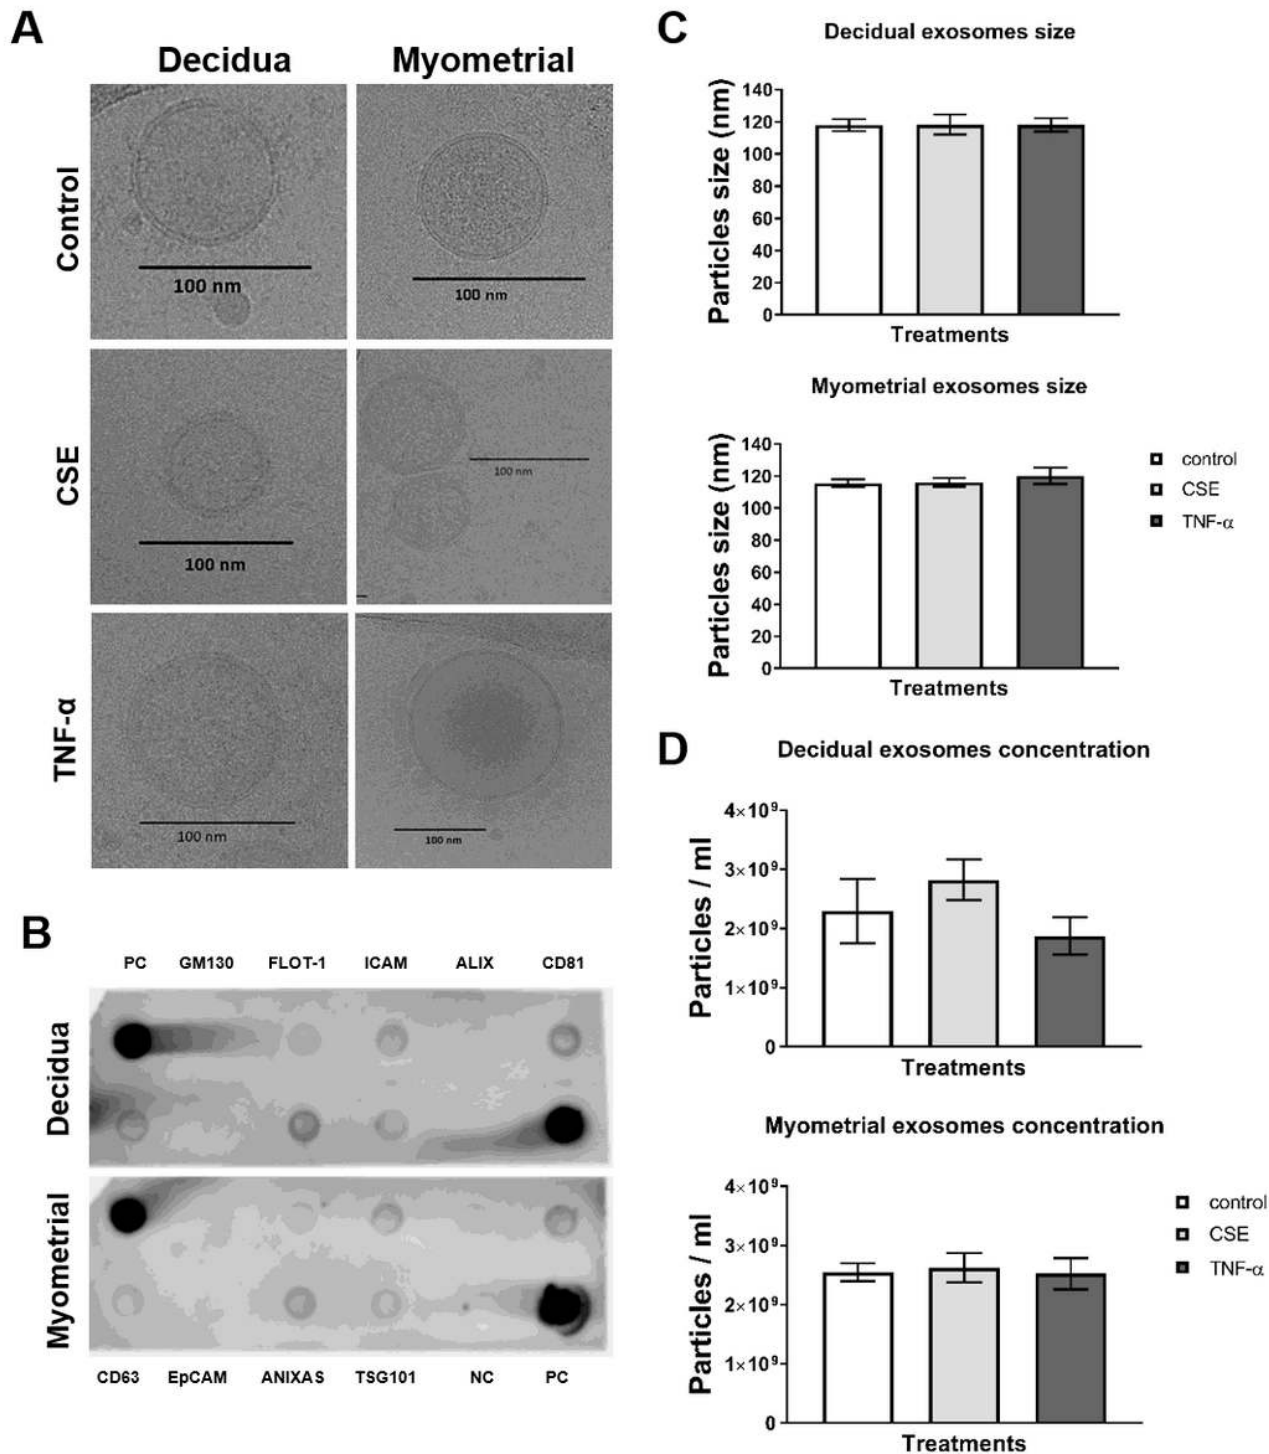 A
Decidua Myometrial
Control
100 nm
100 nm
CSE
100 nm
100 nm
TNF-α
100 nm
100 nm
B
PC GM130 FLOT-1 ICAM ALIX CD81
Decidua
Myometrial
CD63 EpCAM ANIXAS TSG101 NC PC
C
Decidual exosomes size
Particles size (nm)
140
120
100
80
60
40
20
0
Treatments
Myometrial exosomes size
Particles size (nm)
140
120
100
80
60
40
20
0
Treatments
control
CSE
TNF-α
D
Decidual exosomes concentration
Particles / ml
4×10⁹
3×10⁹
2×10⁹
1×10⁹
0
Treatments
Myometrial exosomes concentration
Particles / ml
4×10⁹
3×10⁹
2×10⁹
1×10⁹
0
Treatments
control
CSE
TNF-α